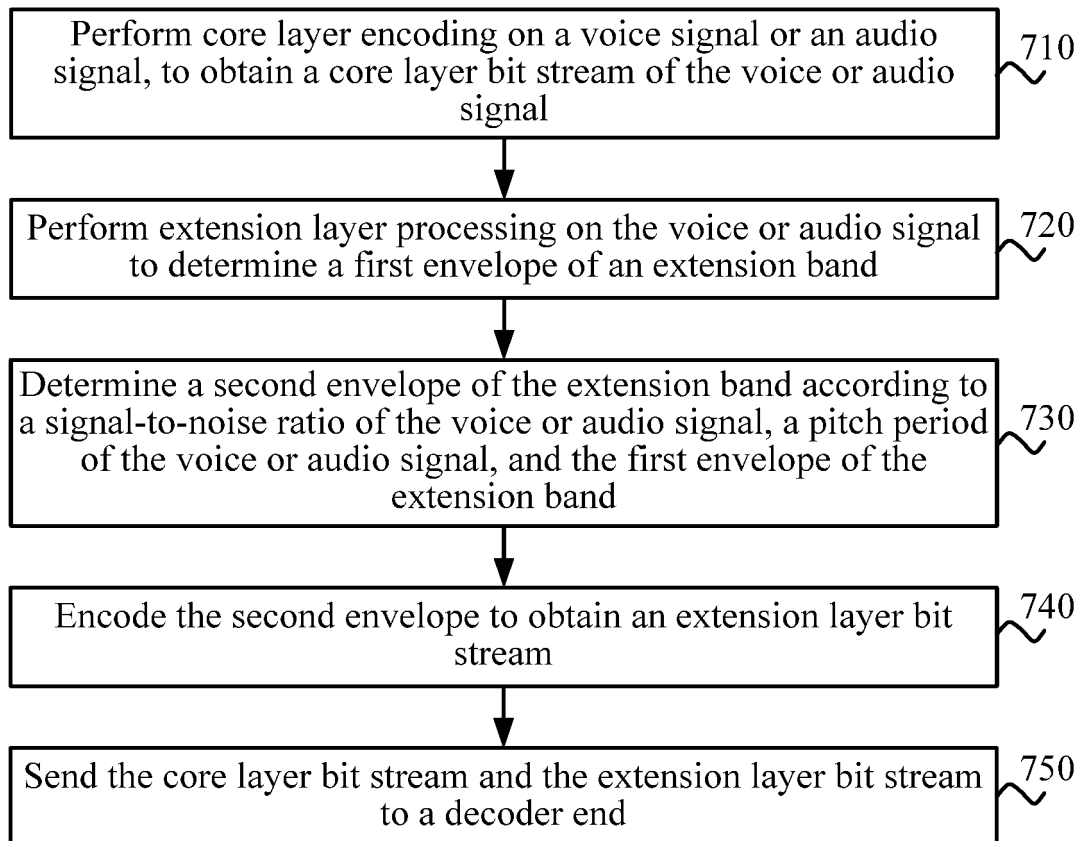 Perform core layer encoding on a voice signal or an audio
signal, to obtain a core layer bit stream of the voice or audio
signal
710
Perform extension layer processing on the voice or audio signal
to determine a first envelope of an extension band
720
Determine a second envelope of the extension band according to
a signal-to-noise ratio of the voice or audio signal, a pitch period
of the voice or audio signal, and the first envelope of the
extension band
730
Encode the second envelope to obtain an extension layer bit
stream
740
Send the core layer bit stream and the extension layer bit stream
to a decoder end
750